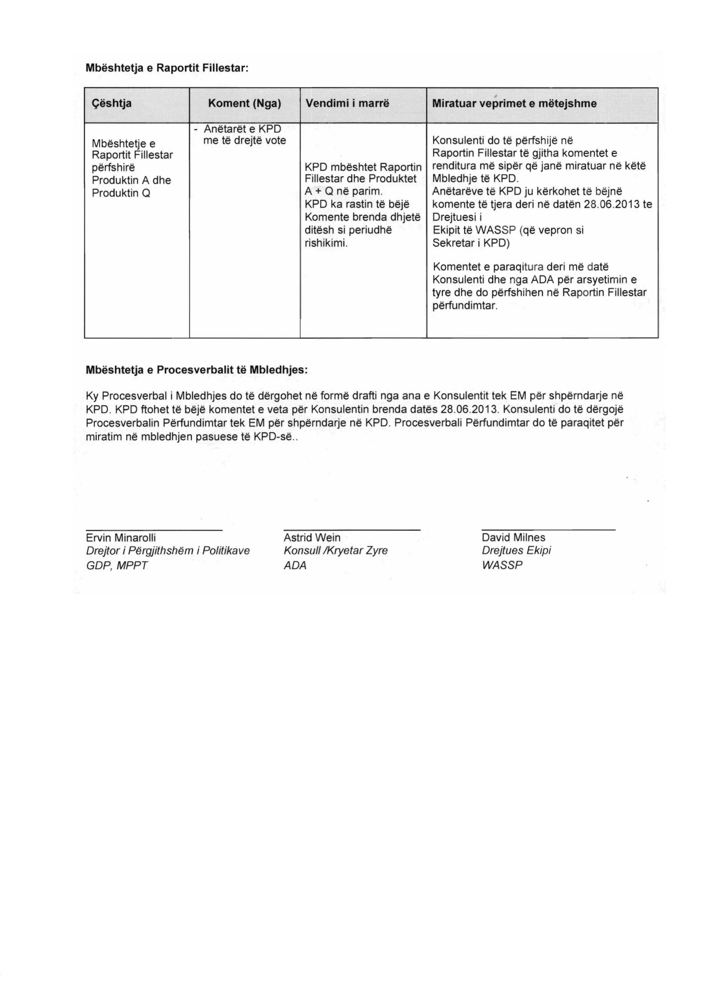 Mbështetja e Raportit Fillestar:
Çështja
Koment (Nga)
Vendimi i marrë
Miratuar veprimet e mëtejshme
Mbështetje e
Raportit Fillestar
përfshirë
Produktin A dhe
Produktin Q
- Anëtarët e KPD
me të drejtë vote
KPD mbështet Raportin
Fillestar dhe Produktet
A + Q në parim.
KPD ka rastin të bëjë
Komente brenda dhjetë
ditësh si periudhë
rishikimi.
Konsulenti do të përfshijë në
Raportin Fillestar të gjitha komentet e
renditura më sipër që janë miratuar në këtë
Mbledhje të KPD.
Anëtarëve të KPD ju kërkohet të bëjnë
komente të tjera deri në datën 28.06.2013 te
Drejtuesi i
Ekipit të WASSP (që vepron si
Sekretar i KPD)
Komentet e paraqitura deri më datë
Konsulenti dhe nga ADA për arsyetimin e
tyre dhe do përfshihen në Raportin Fillestar
përfundimtar.
Mbështetja e Procesverbalit të Mbledhjes:
Ky Procesverbal i Mbledhjes do të dërgohet në formë drafti nga ana e Konsulentit tek EM për shpërndarje në
KPD. KPD ftohet të bëjë komentet e veta për Konsulentin brenda datës 28.06.2013. Konsulenti do të dërgojë
Procesverbalin Përfundimtar tek EM për shpërndarje në KPD. Procesverbali Përfundimtar do të paraqitet për
miratim në mbledhjen pasuese të KPD-së..
Ervin Minarolli
Drejtor i Përgjithshëm i Politikave
GDP, MPPT
Astrid Wein
Konsull /Kryetar Zyre
ADA
David Milnes
Drejtues Ekipi
WASSP